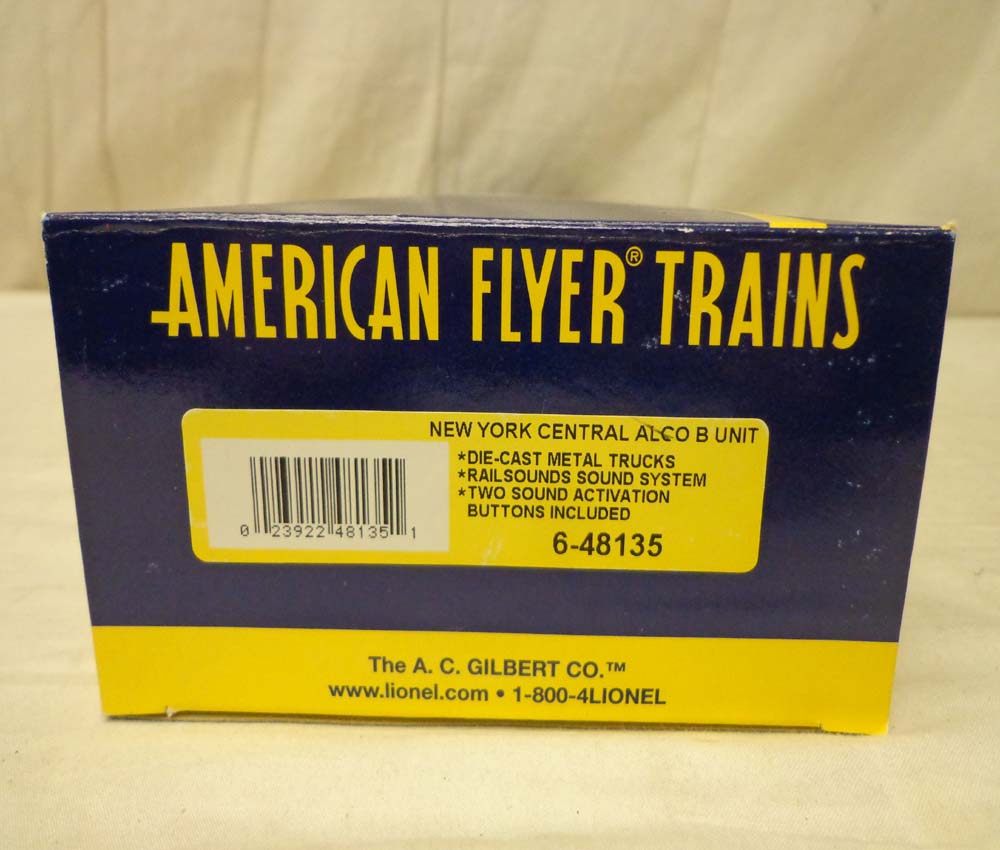 AMERICAN FLYER® TRAINS
NEW YORK CENTRAL ALCO B UNIT
*DIE-CAST METAL TRUCKS
*RAILSOUNDS SOUND SYSTEM
*TWO SOUND ACTIVATION
BUTTONS INCLUDED
6-48135
0 23922 48135 1
The A. C. GILBERT CO.™
www.lionel.com • 1-800-4LIONEL